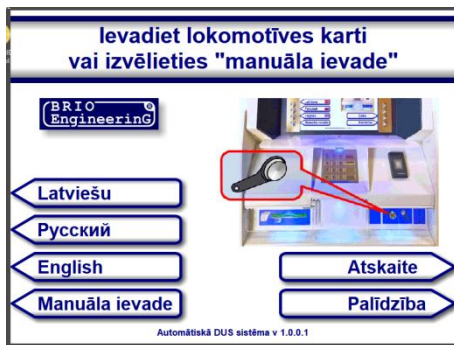 Ievadiet lokomotīves karti
vai izvēlieties "manuāla ievade"
BRIO
EngineerinG
Latviešu
Русский
English
Manuāla ievade
Atskaite
Palīdzība
Automātiskā DUS sistēma v 1.0.0.1